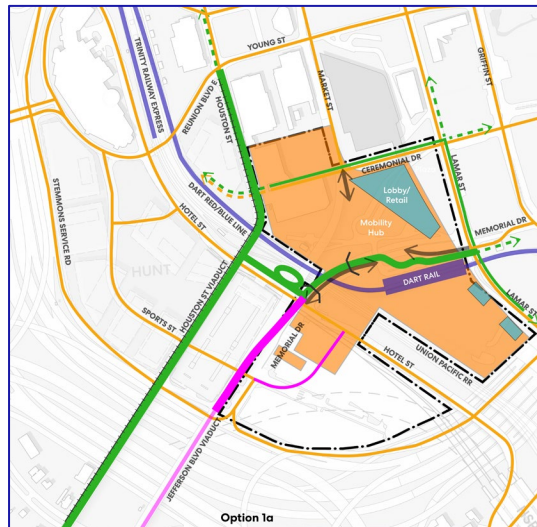 YOUNG ST
TRINITY RAILWAY EXPRESS
REUNION BLVD E
HOUSTON ST
MARKET ST
GRIFFIN ST
CEREMONIAL DR
LAMAR ST
Lobby/
Retail
STEMMONS SERVICE RD
DART RED/BLUE LINE
HOTEL ST
Mobility
Hub
MEMORIAL DR
HUNT
HOUSTON ST VIADUCT
DART RAIL
LAMAR ST
SPORTS ST
MEMORIAL DR
HOTEL ST
UNION PACIFIC RR
JEFFERSON BLVD VIADUCT
Option 1a